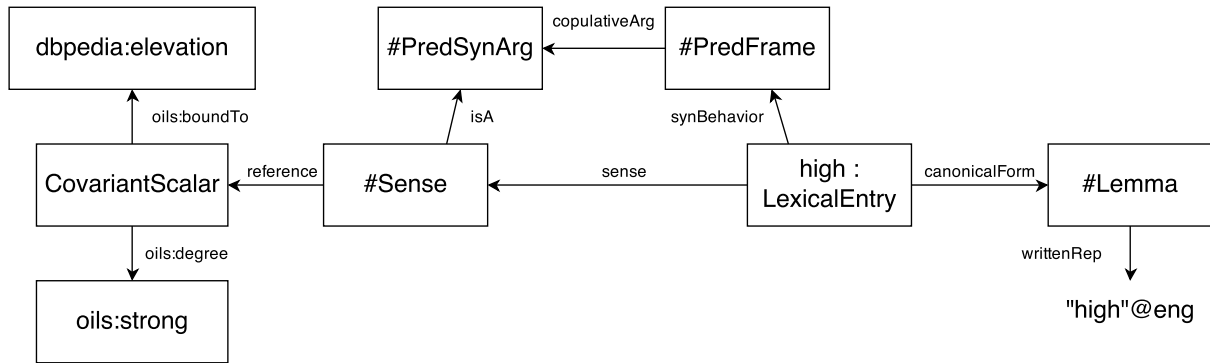 dbpedia:elevation
#PredSynArg
copulativeArg
#PredFrame
oils:boundTo
isA
synBehavior
CovariantScalar
reference
#Sense
sense
high :
LexicalEntry
canonicalForm
#Lemma
oils:degree
writtenRep
oils:strong
"high"@eng